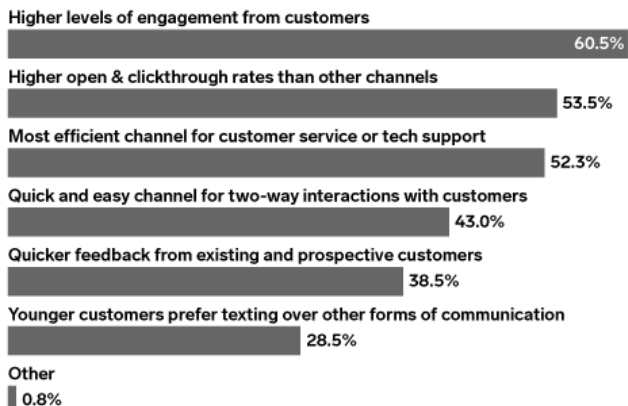 Higher levels of engagement from customers
60.5%
Higher open & clickthrough rates than other channels
53.5%
Most efficient channel for customer service or tech support
52.3%
Quick and easy channel for two-way interactions with customers
43.0%
Quicker feedback from existing and prospective customers
38.5%
Younger customers prefer texting over other forms of communication
28.5%
Other
0.8%